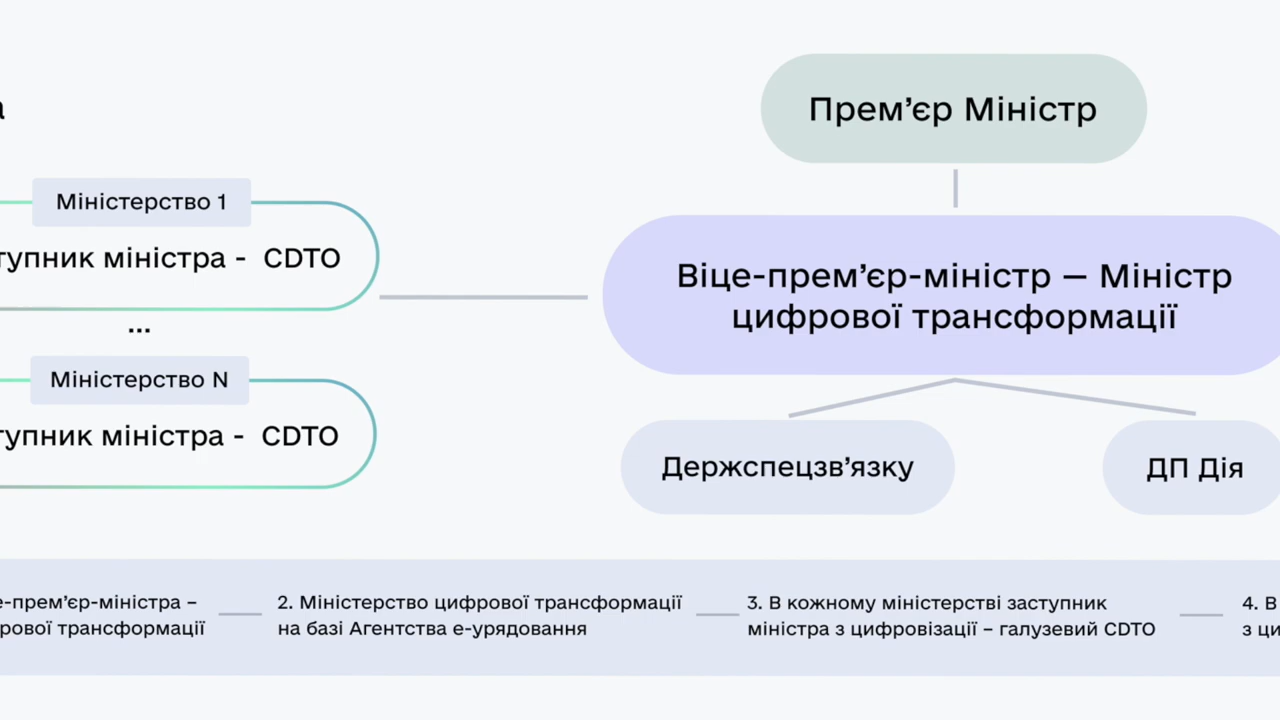 Прем’єр Міністр
Міністерство 1
міністра - CDTO
Віце-прем’єр-міністр – Міністр
цифрової трансформації
...
Міністерство N
міністра - CDTO
Держспецзв’язку
ДП Дія
е-прем’єр-міністра –
рової трансформації
2. Міністерство цифрової трансформації
на базі Агентства е-урядовання
3. В кожному міністерстві заступник
міністра з цифровізації – галузевий CDTO
4. В
з ци